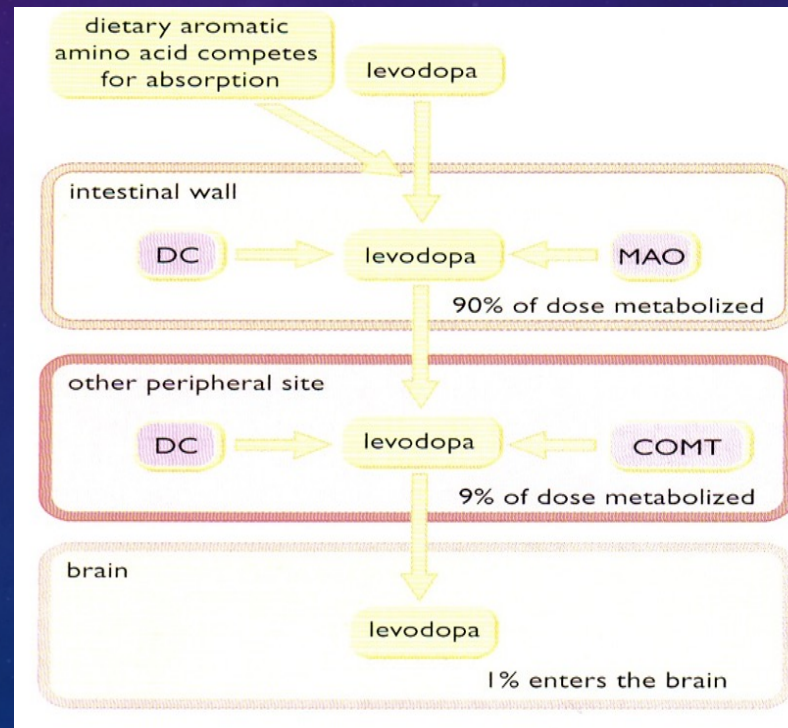 dietary aromatic
amino acid competes
for absorption
levodopa
intestinal wall
DC
levodopa
MAO
90% of dose metabolized
other peripheral site
DC
levodopa
COMT
9% of dose metabolized
brain
levodopa
1% enters the brain